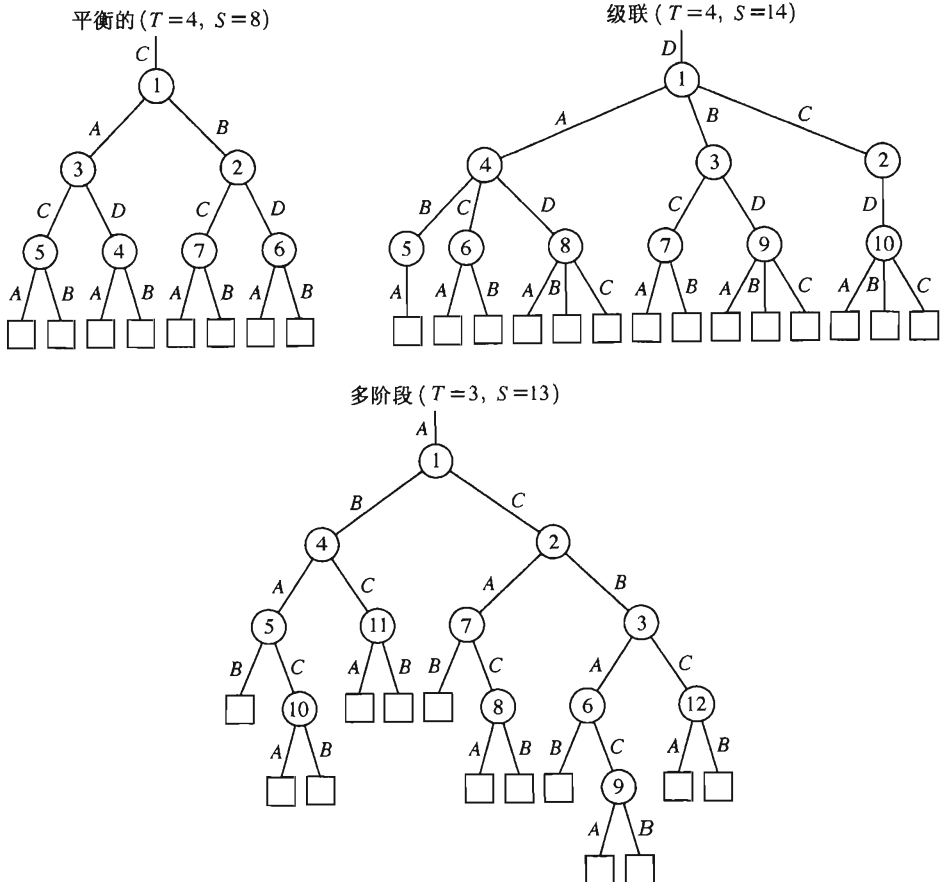 平衡的 (T=4, S=8)
C
1
A B
3 2
C D C D
5 4 7 6
A B A B A B A B
级联 (T=4, S=14)
D
1
A B C
4 3 2
B C D C D D
5 6 8 7 9 10
A A B A B C A B A B C A B C
多阶段 (T=3, S=13)
A
1
B C
4 2
A C A B
5 11 7 3
B C A B B C A C
10 8 6 12
A B A B B C A B
9
A B